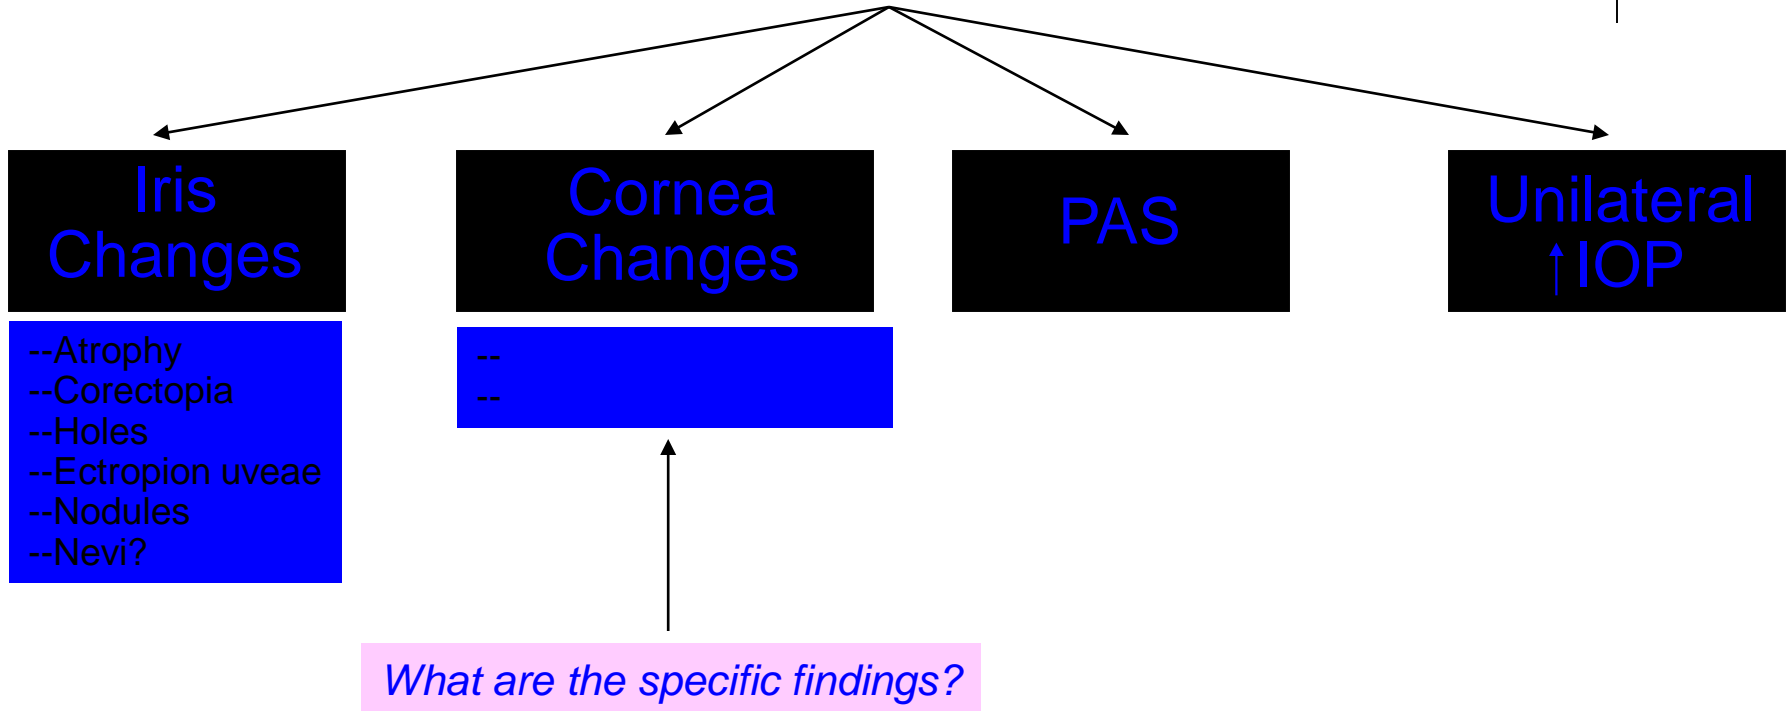 Iris
Changes
Cornea
Changes
PAS
Unilateral
↑IOP
--Atrophy
--Corectopia
--Holes
--Ectropion uveae
--Nodules
--Nevi?
--
--
What are the specific findings?